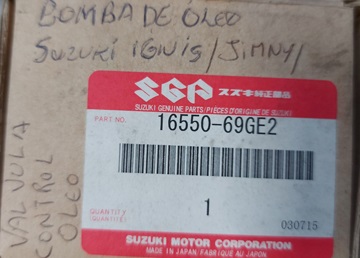 BOMBA DE OLEO
SUZUKI IGNIS/JIMNY/
SGP スズキ純正部品
SUZUKI GENUINE PARTS/PIÈCES D'ORIGINE DE SUZUKI
PART NO.
16550-69GE2
VALVULA
CONTROL
OLEO
QUANTITY
(QUANTITÉ)
1
030715
SUZUKI MOTOR CORPORATION
MADE IN JAPAN/FABRIQUÉ AU JAPON